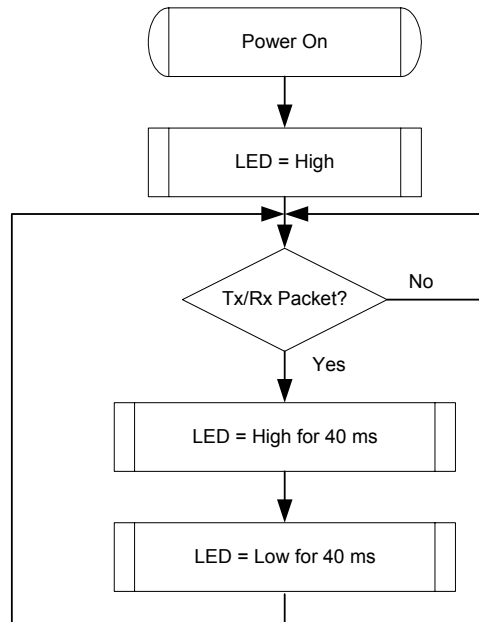 Power On
LED = High
Tx/Rx Packet?
No
Yes
LED = High for 40 ms
LED = Low for 40 ms